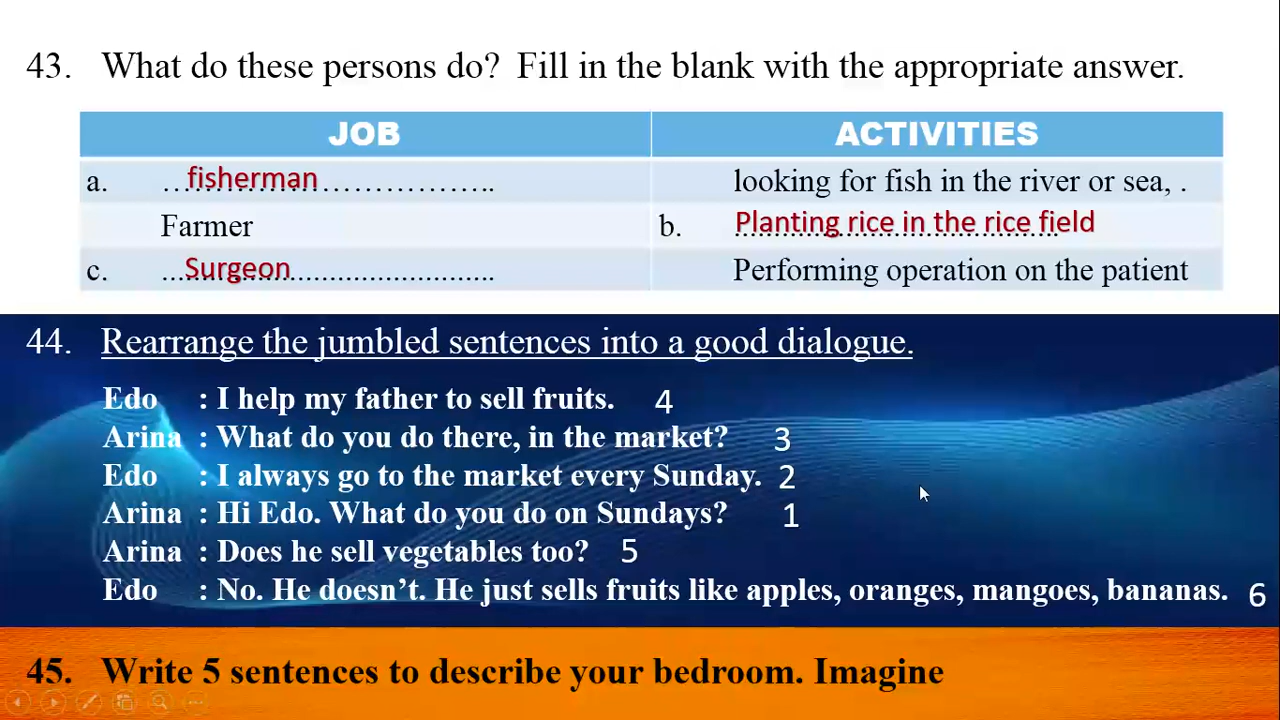 43. What do these persons do? Fill in the blank with the appropriate answer.
JOB ACTIVITIES
a. …fisherman………………………….. looking for fish in the river or sea, .
Farmer b. Planting rice in the rice field
c. ...Surgeon............................. Performing operation on the patient
44. Rearrange the jumbled sentences into a good dialogue.
Edo : I help my father to sell fruits. 4
Arina : What do you do there, in the market? 3
Edo : I always go to the market every Sunday. 2
Arina : Hi Edo. What do you do on Sundays? 1
Arina : Does he sell vegetables too? 5
Edo : No. He doesn’t. He just sells fruits like apples, oranges, mangoes, bananas. 6
45. Write 5 sentences to describe your bedroom. Imagine